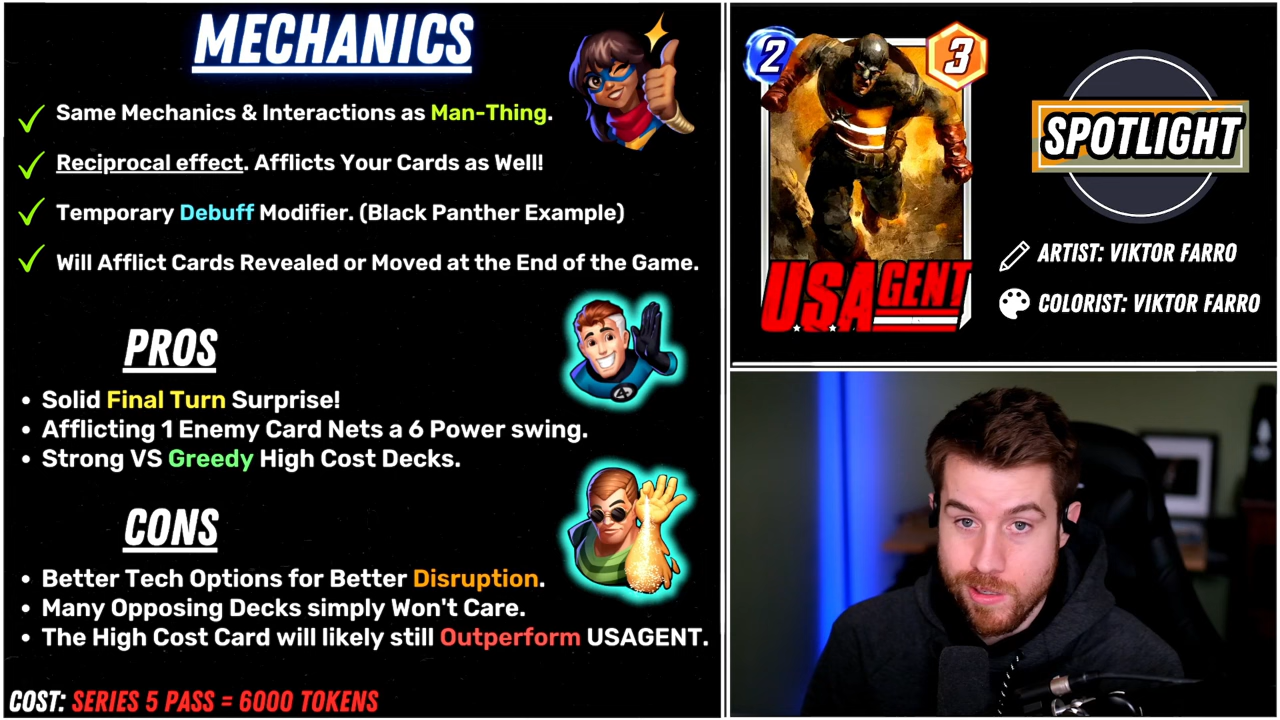 MECHANICS
Same Mechanics & Interactions as Man-Thing.
Reciprocal effect. Afflicts Your Cards as Well!
Temporary Debuff Modifier. (Black Panther Example)
Will Afflict Cards Revealed or Moved at the End of the Game.
PROS
• Solid Final Turn Surprise!
• Afflicting 1 Enemy Card Nets a 6 Power swing.
• Strong VS Greedy High Cost Decks.
CONS
• Better Tech Options for Better Disruption.
• Many Opposing Decks simply Won't Care.
• The High Cost Card will likely still Outperform USAGENT.
COST: SERIES 5 PASS = 6000 TOKENS
2
3
USAGENT
SPOTLIGHT
ARTIST: VIKTOR FARRO
COLORIST: VIKTOR FARRO
4